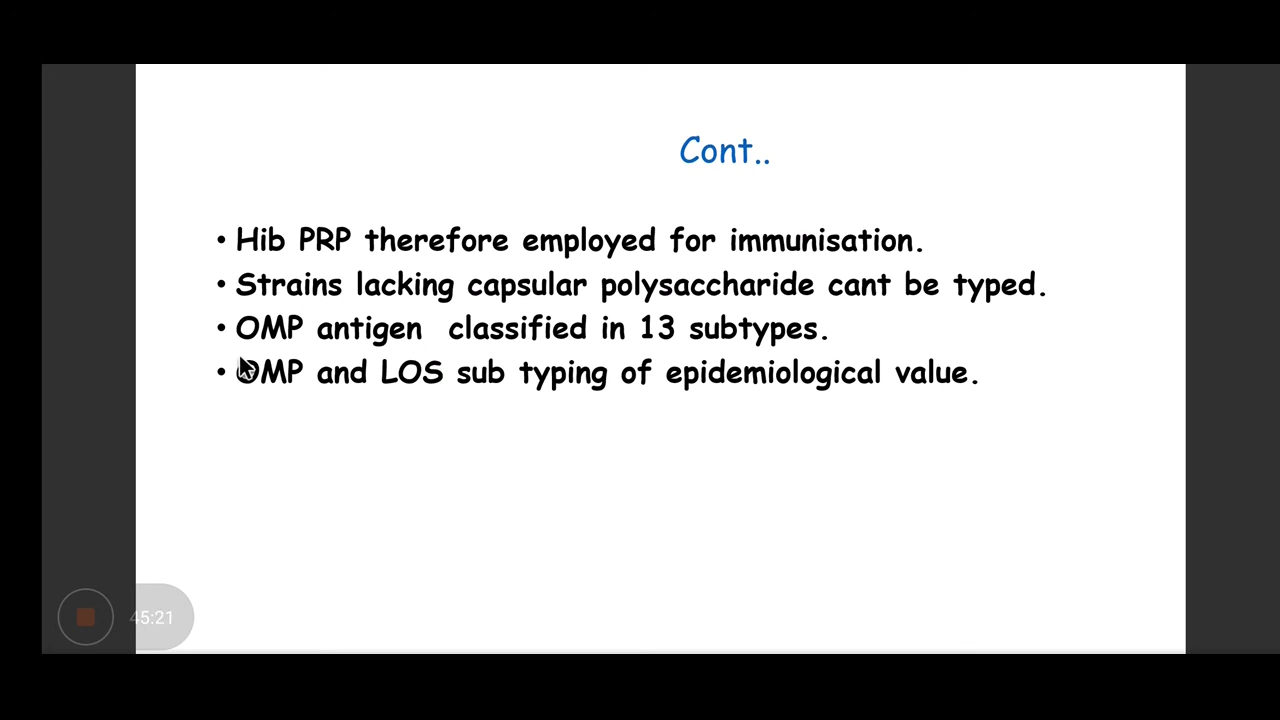 Cont..
• Hib PRP therefore employed for immunisation.
• Strains lacking capsular polysaccharide cant be typed.
• OMP antigen classified in 13 subtypes.
• OMP and LOS sub typing of epidemiological value.
45:21